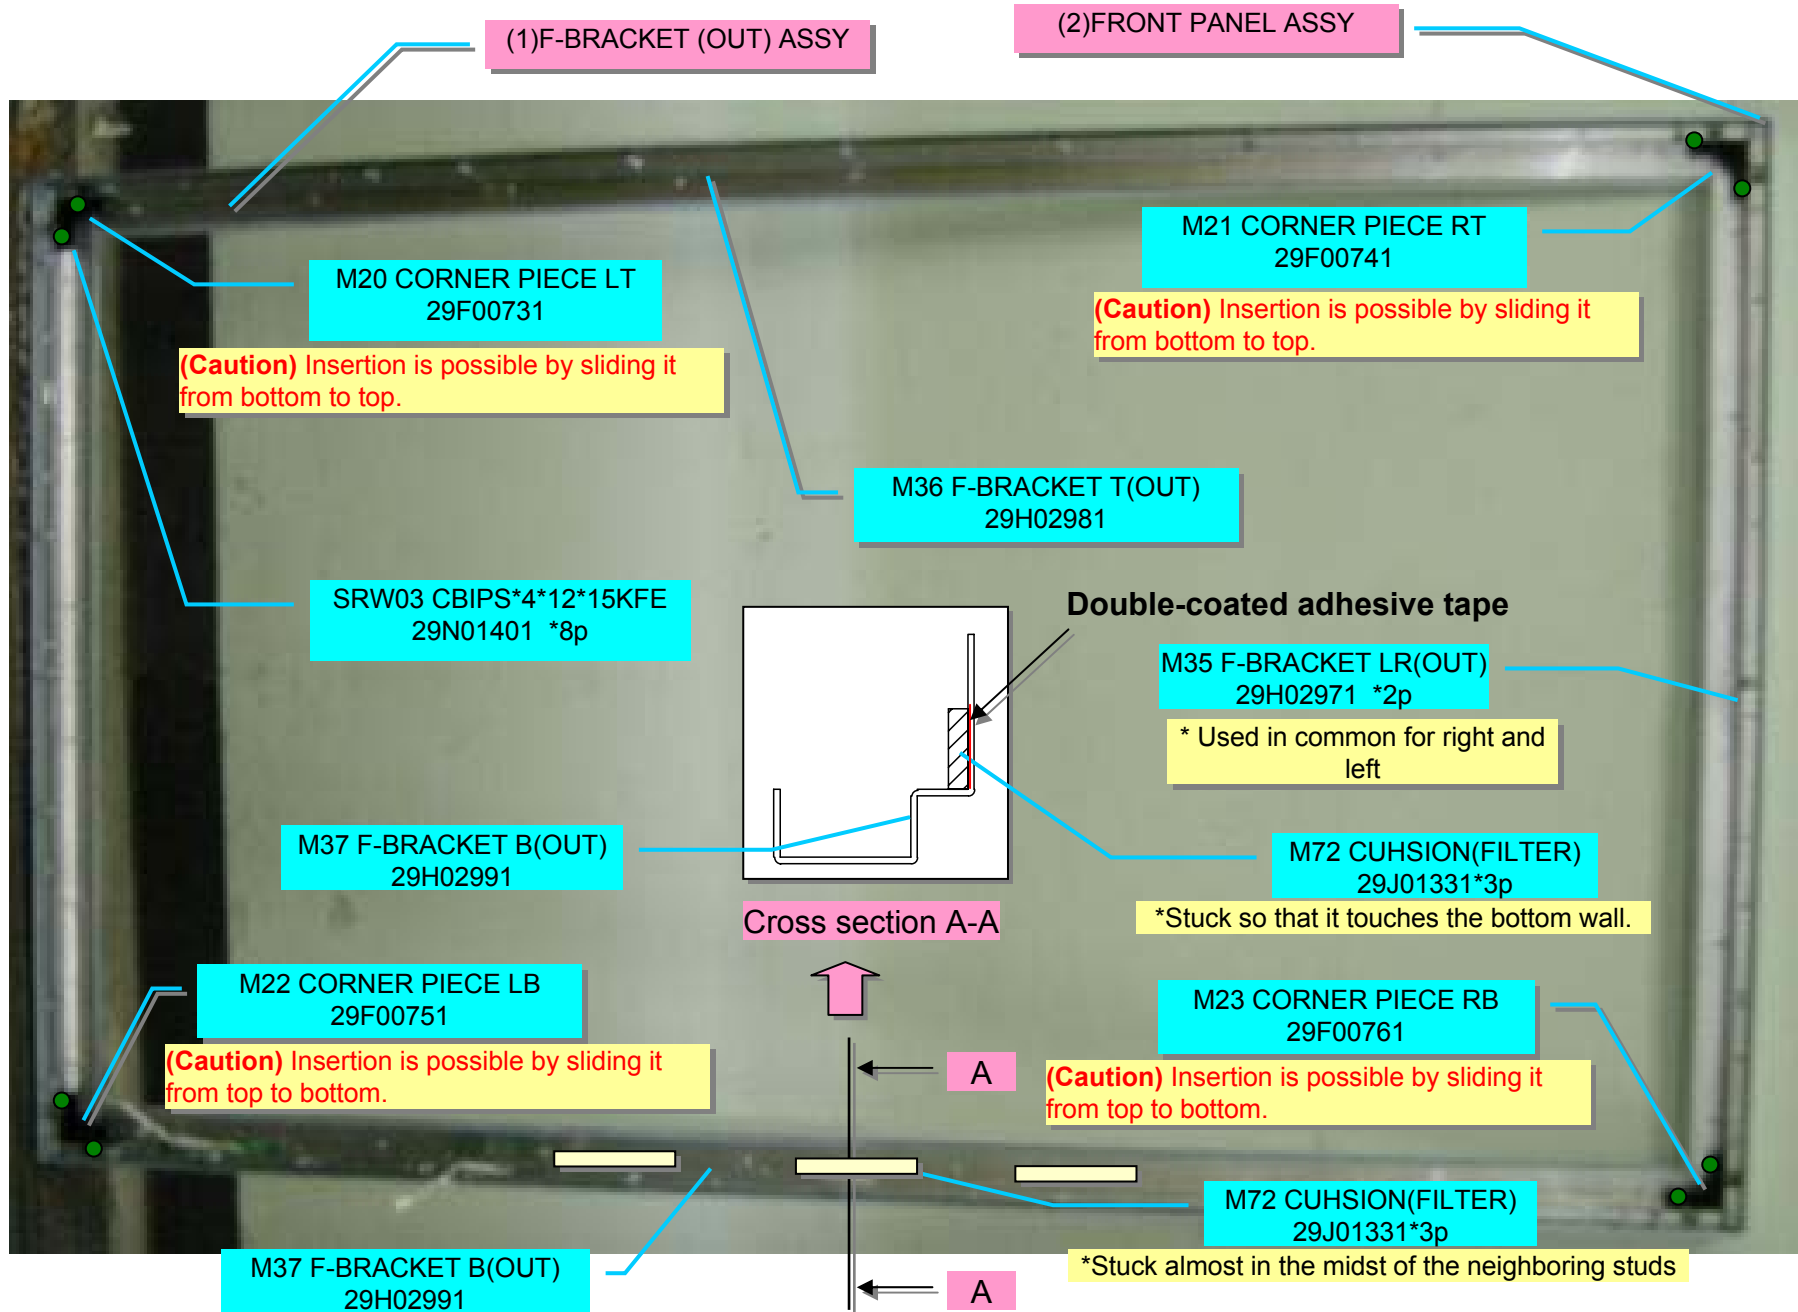 (1)F-BRACKET (OUT) ASSY
(2)FRONT PANEL ASSY
M21 CORNER PIECE RT
29F00741
(Caution) Insertion is possible by sliding it
from bottom to top.
M20 CORNER PIECE LT
29F00731
(Caution) Insertion is possible by sliding it
from bottom to top.
M36 F-BRACKET T(OUT)
29H02981
SRW03 CBIPS*4*12*15KFE
29N01401 *8p
Double-coated adhesive tape
M35 F-BRACKET LR(OUT)
29H02971 *2p
* Used in common for right and
left
M37 F-BRACKET B(OUT)
29H02991
M72 CUHSION(FILTER)
29J01331*3p
*Stuck so that it touches the bottom wall.
Cross section A-A
M22 CORNER PIECE LB
29F00751
(Caution) Insertion is possible by sliding it
from top to bottom.
M23 CORNER PIECE RB
29F00761
(Caution) Insertion is possible by sliding it
from top to bottom.
A
M72 CUHSION(FILTER)
29J01331*3p
*Stuck almost in the midst of the neighboring studs
M37 F-BRACKET B(OUT)
29H02991
A